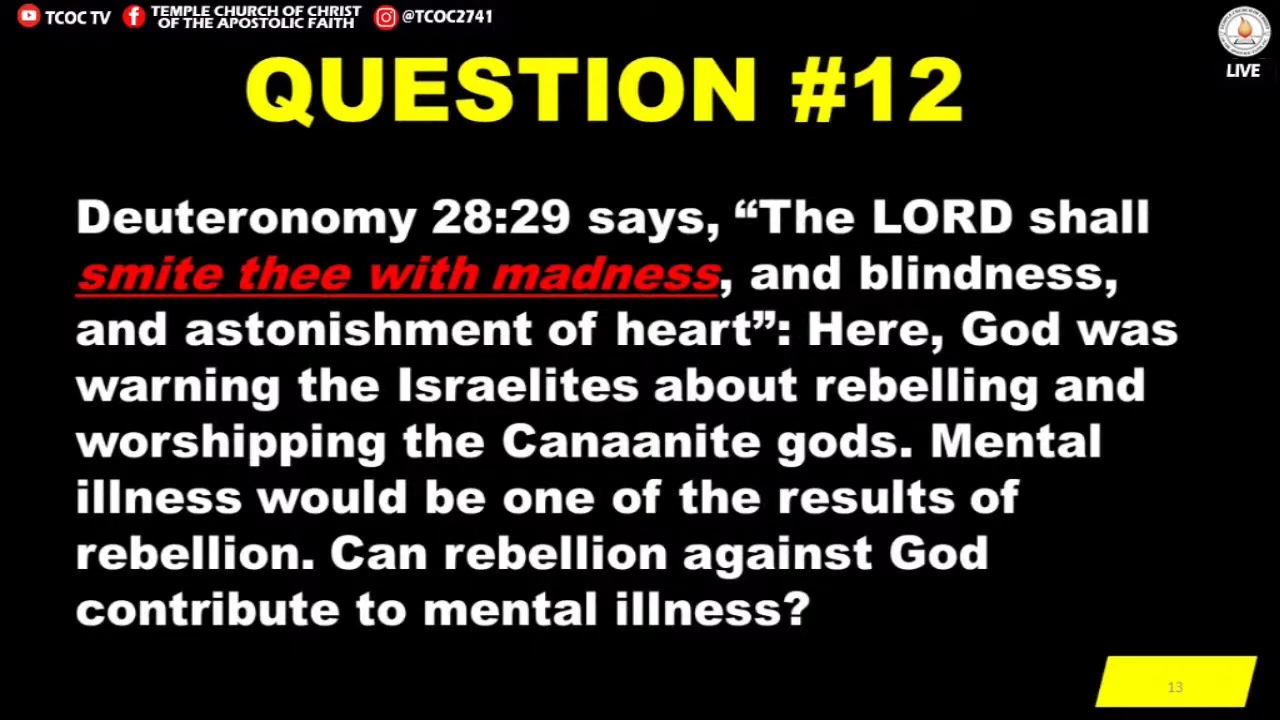 TCOC TV TEMPLE CHURCH OF CHRIST @TCOC2741
OF THE APOSTOLIC FAITH
LIVE
QUESTION #12
Deuteronomy 28:29 says, “The LORD shall
smite thee with madness, and blindness,
and astonishment of heart”: Here, God was
warning the Israelites about rebelling and
worshipping the Canaanite gods. Mental
illness would be one of the results of
rebellion. Can rebellion against God
contribute to mental illness?
13